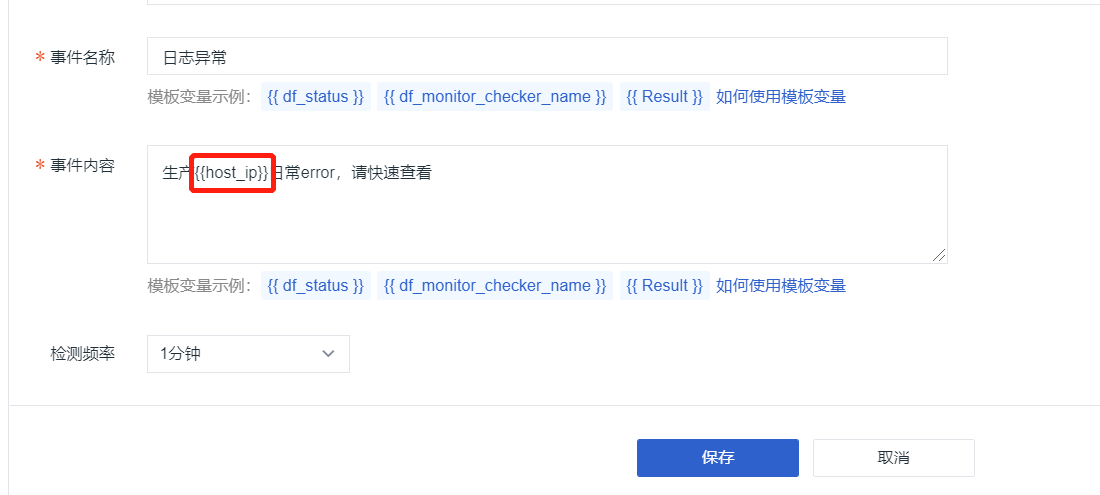 * 事件名称
日志异常
模板变量示例： {{ df_status }} {{ df_monitor_checker_name }} {{ Result }} 如何使用模板变量
* 事件内容
生产{{host_ip}}日常error，请快速查看
模板变量示例： {{ df_status }} {{ df_monitor_checker_name }} {{ Result }} 如何使用模板变量
检测频率
1分钟
保存
取消